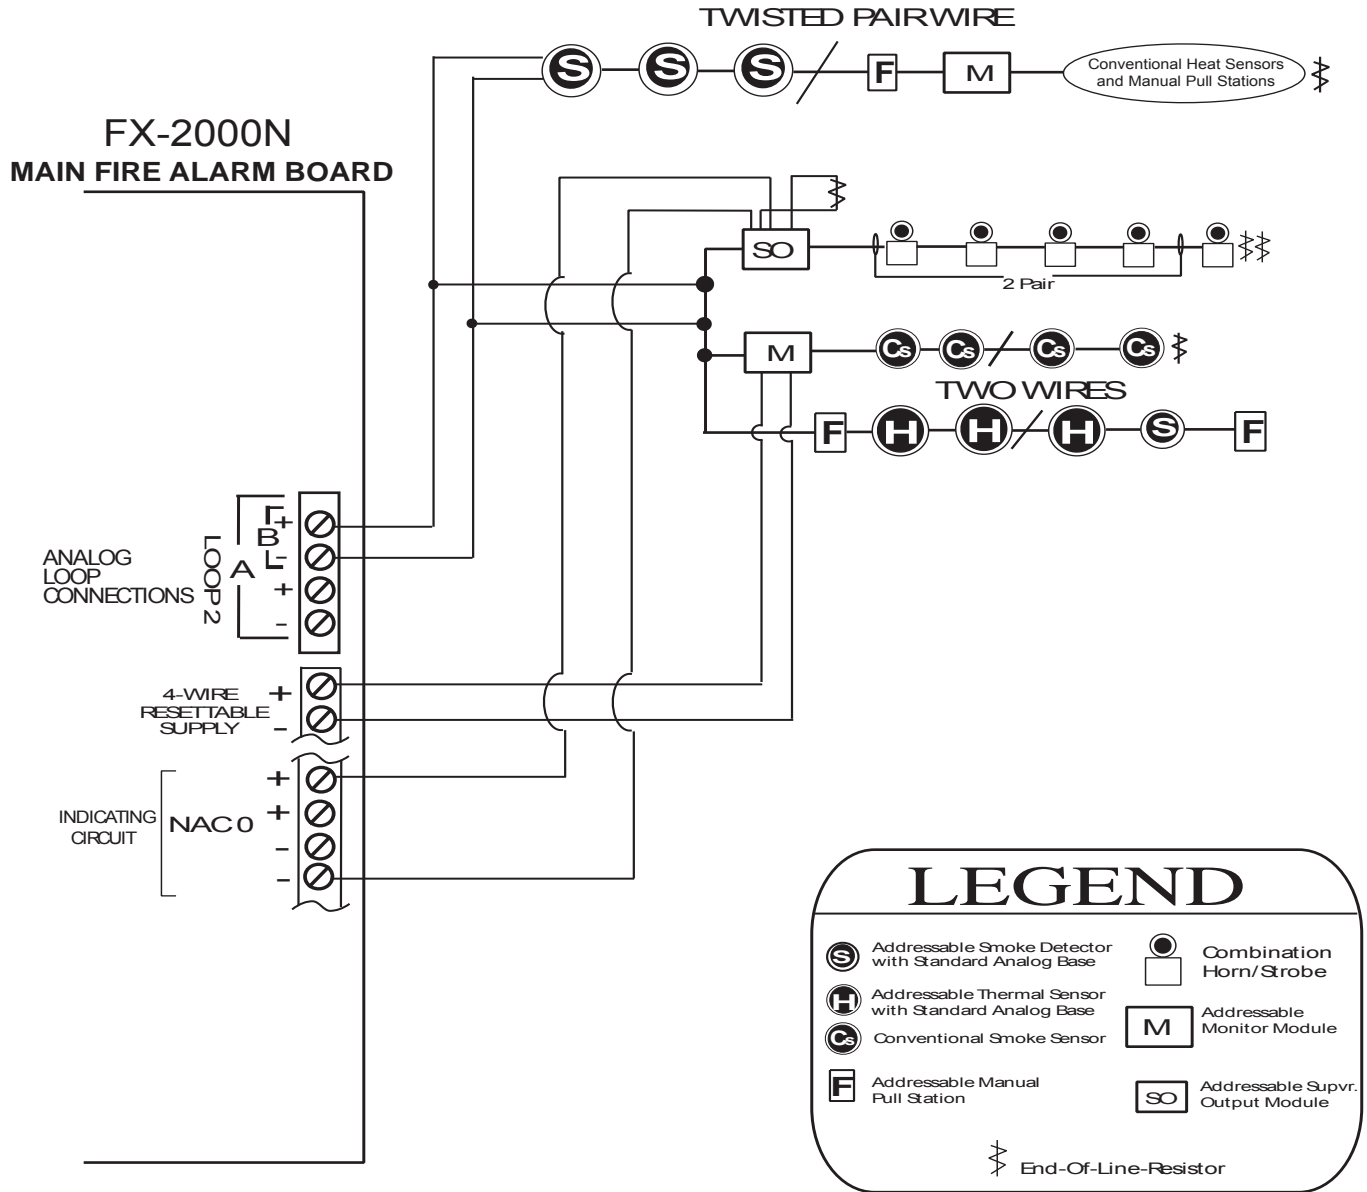 TWISTED PAIR WIRE
S
S
S
F
M
Conventional Heat Sensors
and Manual Pull Stations
FX-2000N
MAIN FIRE ALARM BOARD
SO
2 Pair
M
Cs
Cs
Cs
Cs
TWO WIRES
F
H
H
H
S
F
ANALOG
LOOP
CONNECTIONS
LOOP 2
A
B
+
-
+
-
4-WIRE
RESETTABLE
SUPPLY
+
-
INDICATING
CIRCUIT
NAC 0
+
+
-
-
LEGEND
S
Addressable Smoke Detector
with Standard Analog Base
H
Addressable Thermal Sensor
with Standard Analog Base
Cs
Conventional Smoke Sensor
F
Addressable Manual
Pull Station
Combination
Horn/Strobe
M
Addressable
Monitor Module
SO
Addressable Supvr.
Output Module
End-Of-Line-Resistor